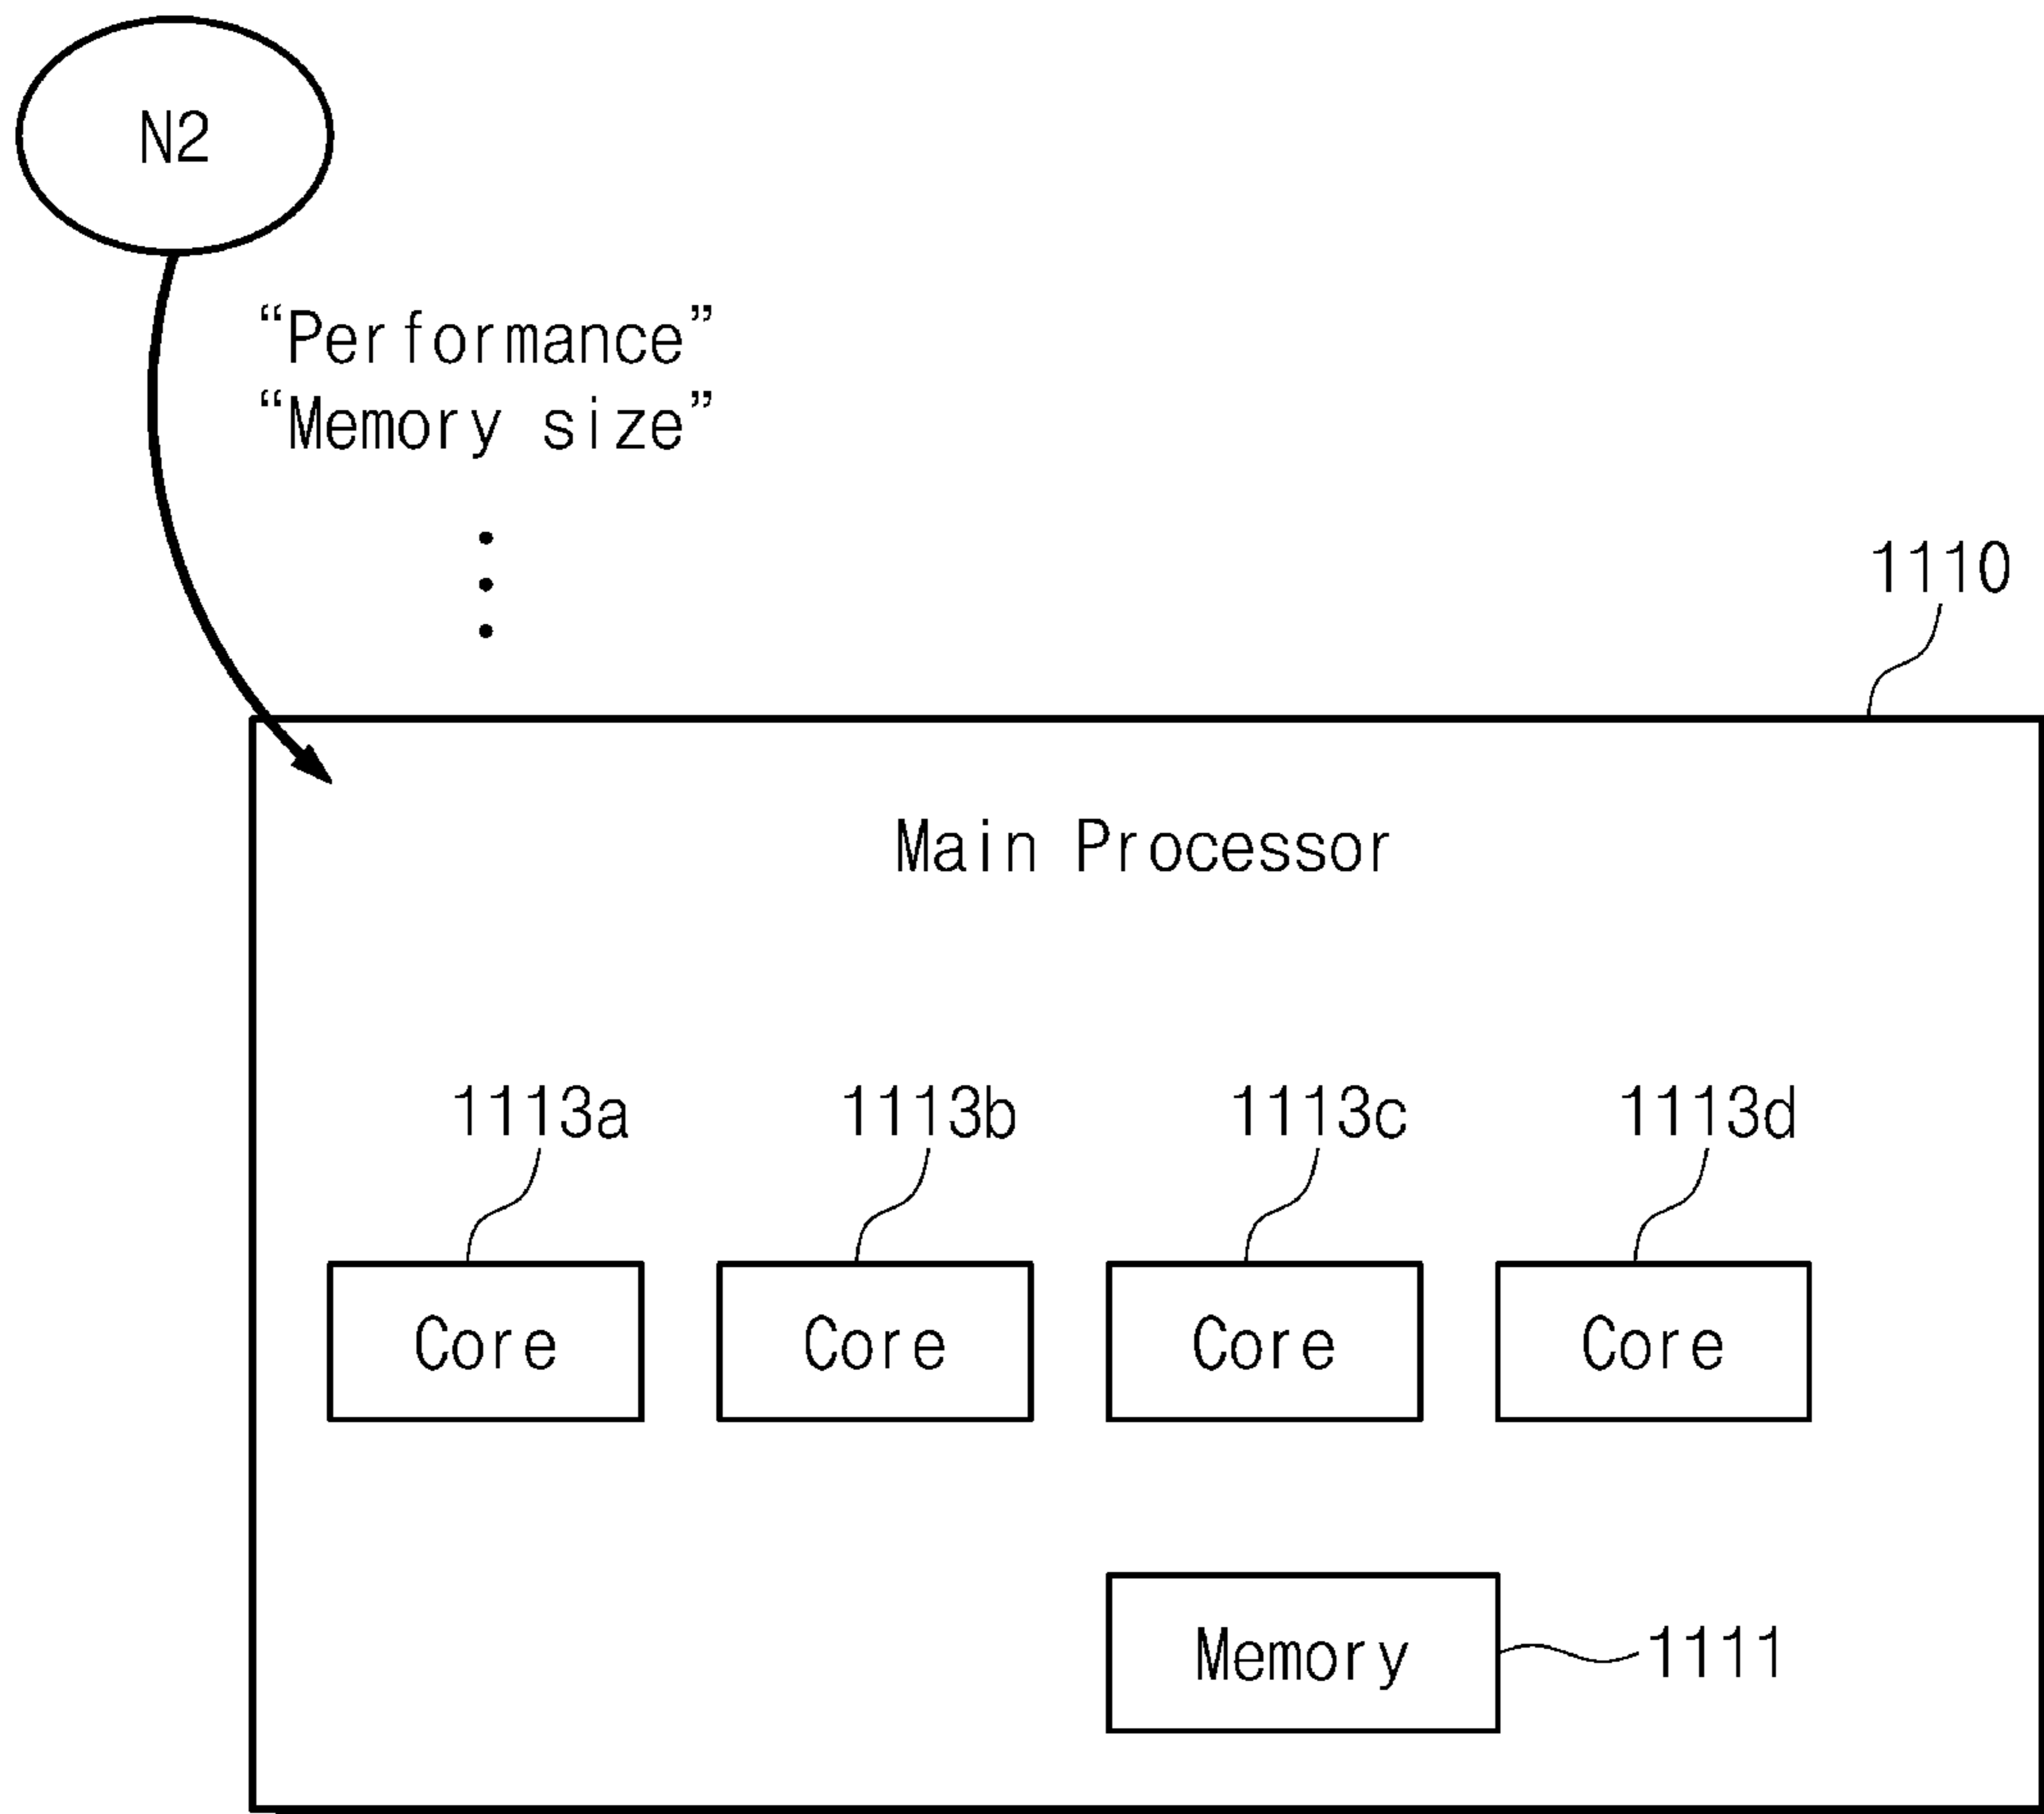 N2
“Performance”
“Memory size”
1110
Main Processor
1113a 1113b 1113c 1113d
Core Core Core Core
Memory 1111